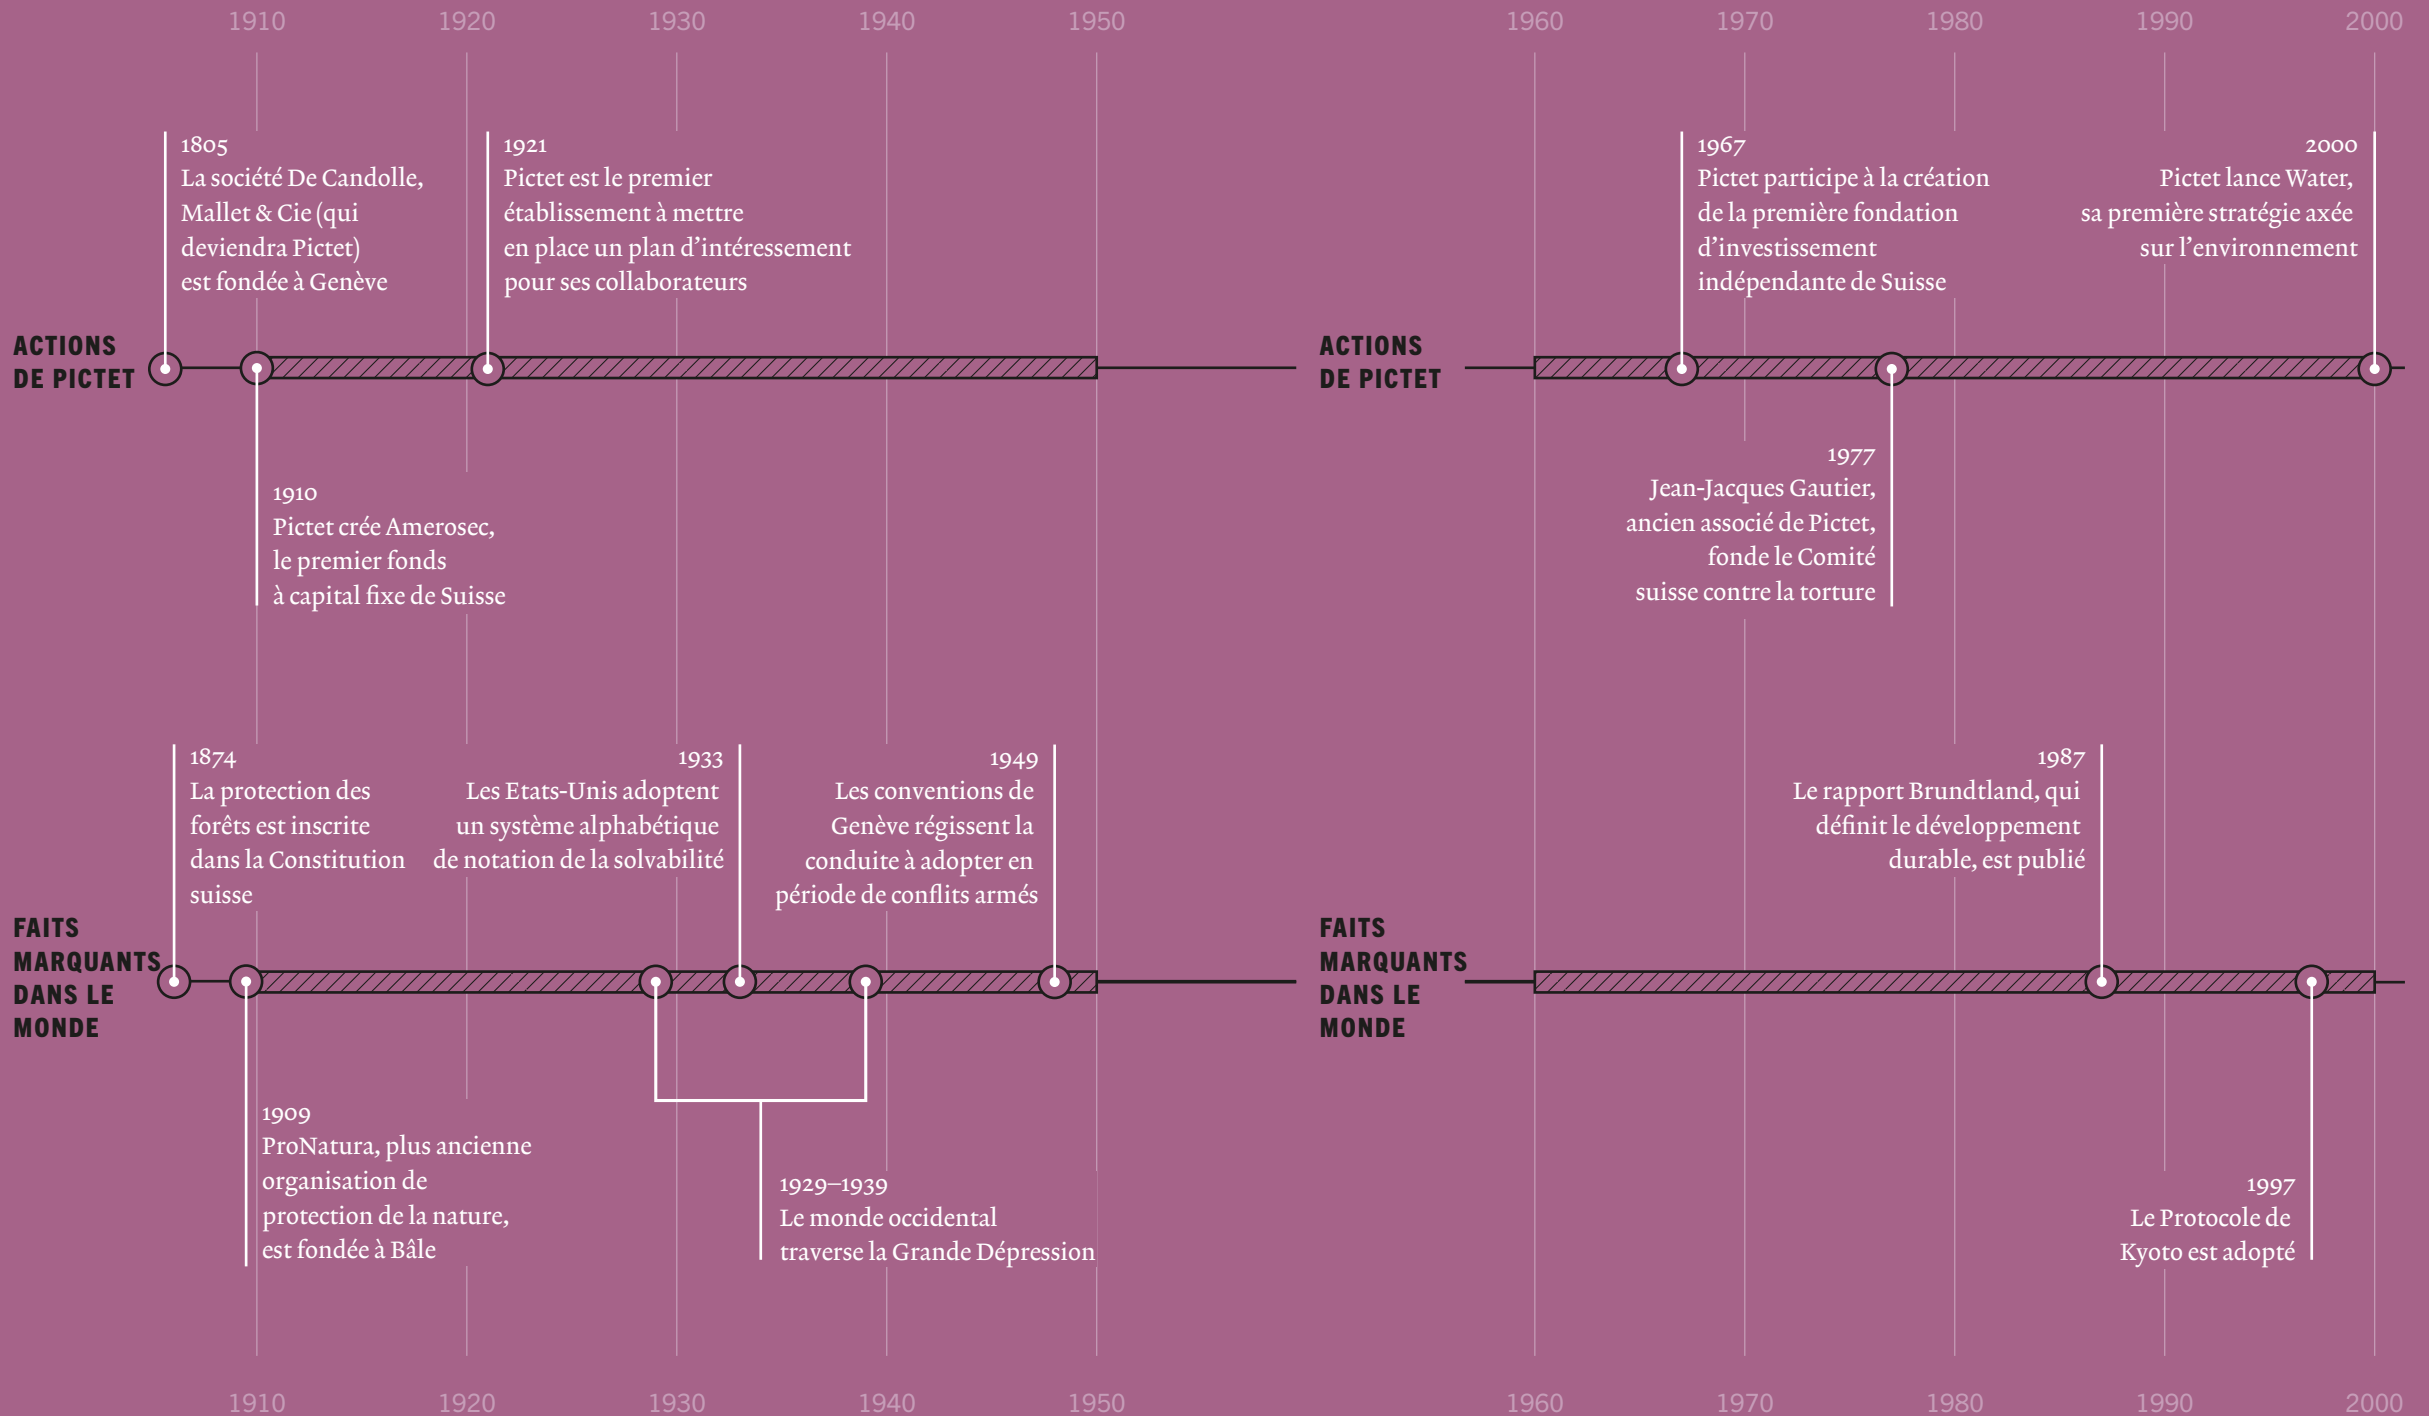 1910 1920 1930 1940 1950 1960 1970 1980 1990 2000
1805
La société De Candolle,
Mallet & Cie (qui
deviendra Pictet)
est fondée à Genève
1921
Pictet est le premier
établissement à mettre
en place un plan d’intéressement
pour ses collaborateurs
1967
Pictet participe à la création
de la première fondation
d’investissement
indépendante de Suisse
2000
Pictet lance Water,
sa première stratégie axée
sur l’environnement
ACTIONS
DE PICTET
ACTIONS
DE PICTET
1910
Pictet crée Amerosec,
le premier fonds
à capital fixe de Suisse
1977
Jean-Jacques Gautier,
ancien associé de Pictet,
fonde le Comité
suisse contre la torture
1874
La protection des
forêts est inscrite
dans la Constitution
suisse
1933
Les Etats-Unis adoptent
un système alphabétique
de notation de la solvabilité
1949
Les conventions de
Genève régissent la
conduite à adopter en
période de conflits armés
1987
Le rapport Brundtland, qui
définit le développement
durable, est publié
FAITS
MARQUANTS
DANS LE
MONDE
FAITS
MARQUANTS
DANS LE
MONDE
1909
ProNatura, plus ancienne
organisation de
protection de la nature,
est fondée à Bâle
1929–1939
Le monde occidental
traverse la Grande Dépression
1997
Le Protocole de
Kyoto est adopté
1910 1920 1930 1940 1950 1960 1970 1980 1990 2000